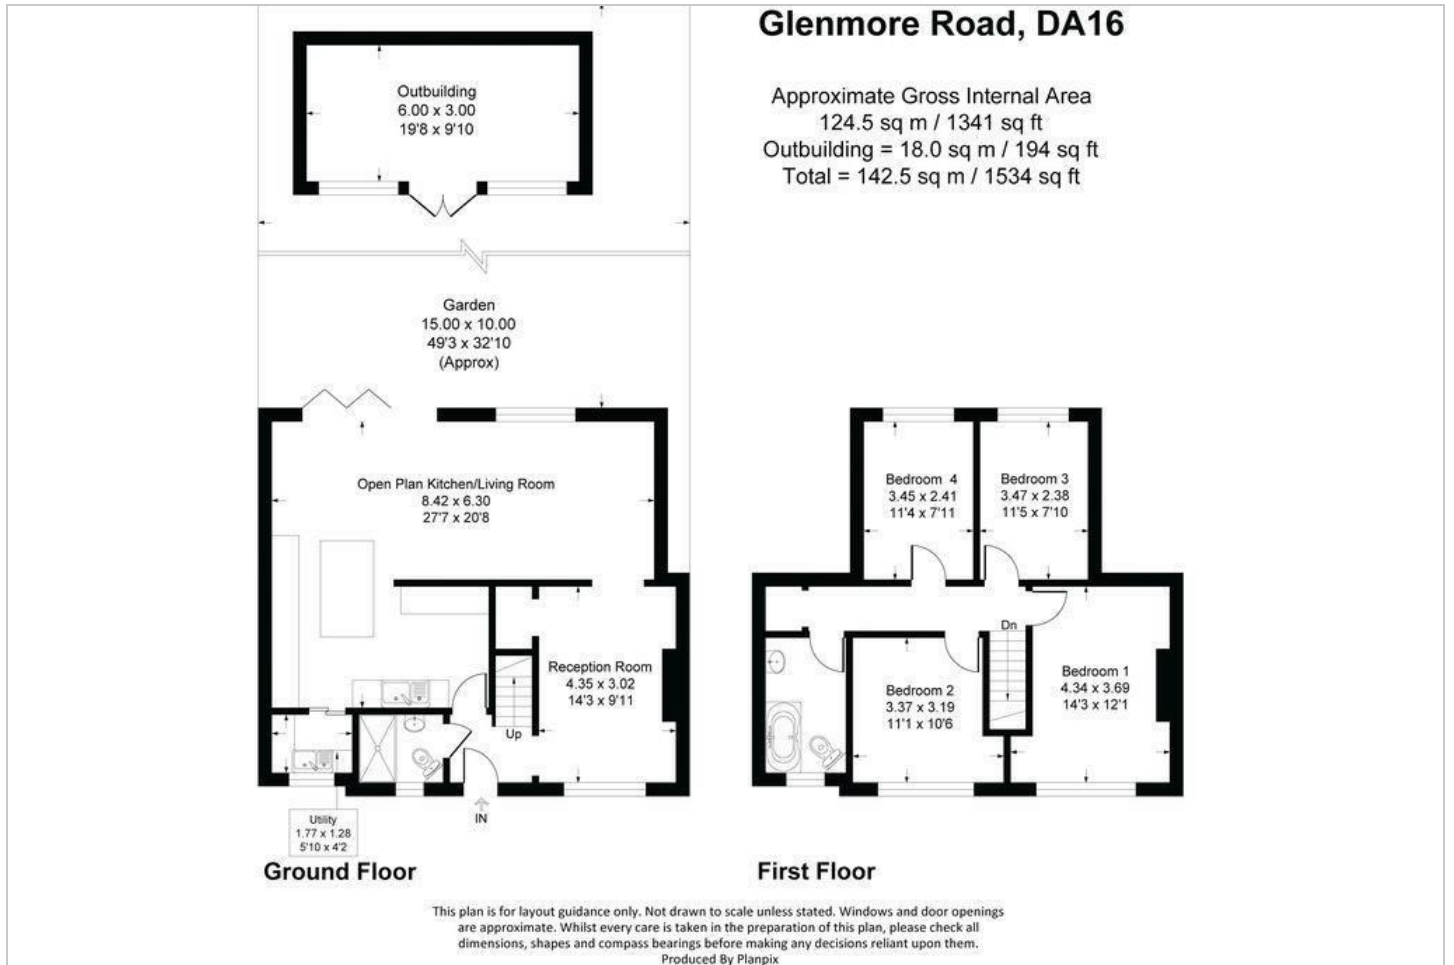 Glenmore Road, DA16
Approximate Gross Internal Area
124.5 sq m / 1341 sq ft
Outbuilding = 18.0 sq m / 194 sq ft
Total = 142.5 sq m / 1534 sq ft
Outbuilding
6.00 x 3.00
19'8 x 9'10
Garden
15.00 x 10.00
49'3 x 32'10
(Approx)
Open Plan Kitchen/Living Room
8.42 x 6.30
27'7 x 20'8
Reception Room
4.35 x 3.02
14'3 x 9'11
Up
IN
Utility
1.77 x 1.28
5'10 x 4'2
Ground Floor
Bedroom 4
3.45 x 2.41
11'4 x 7'11
Bedroom 3
3.47 x 2.38
11'5 x 7'10
Dn
Bedroom 1
4.34 x 3.69
14'3 x 12'1
Bedroom 2
3.37 x 3.19
11'1 x 10'6
First Floor
This plan is for layout guidance only. Not drawn to scale unless stated. Windows and door openings
are approximate. Whilst every care is taken in the preparation of this plan, please check all
dimensions, shapes and compass bearings before making any decisions reliant upon them.
Produced By Planpix